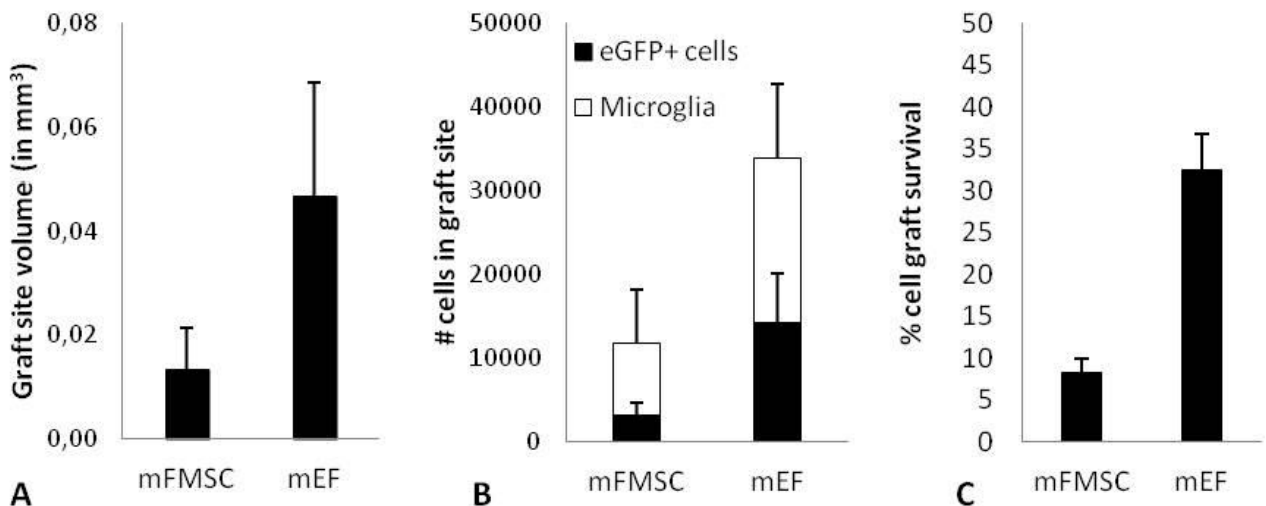 Graft site volume (in mm³)
0,08
0,06
0,04
0,02
0,00
mFMSC mEF
A
# cells in graft site
50000
40000
30000
20000
10000
0
eGFP+ cells
Microglia
mFMSC mEF
B
% cell graft survival
50
45
40
35
30
25
20
15
10
5
0
mFMSC mEF
C